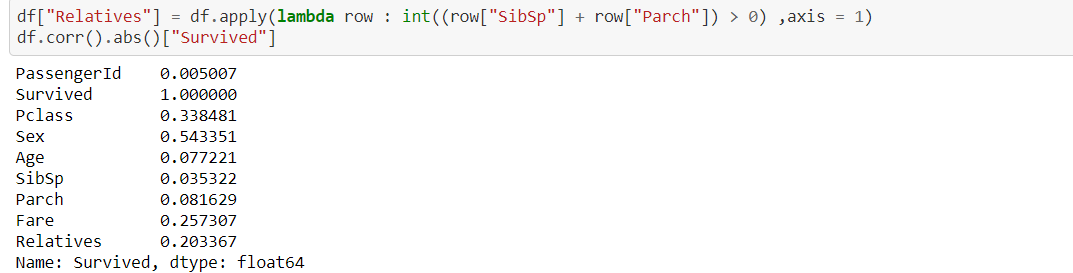 df["Relatives"] = df.apply(lambda row : int((row["SibSp"] + row["Parch"]) > 0) ,axis = 1)
df.corr().abs()["Survived"]
PassengerId    0.005007
Survived       1.000000
Pclass         0.338481
Sex            0.543351
Age            0.077221
SibSp          0.035322
Parch          0.081629
Fare           0.257307
Relatives      0.203367
Name: Survived, dtype: float64